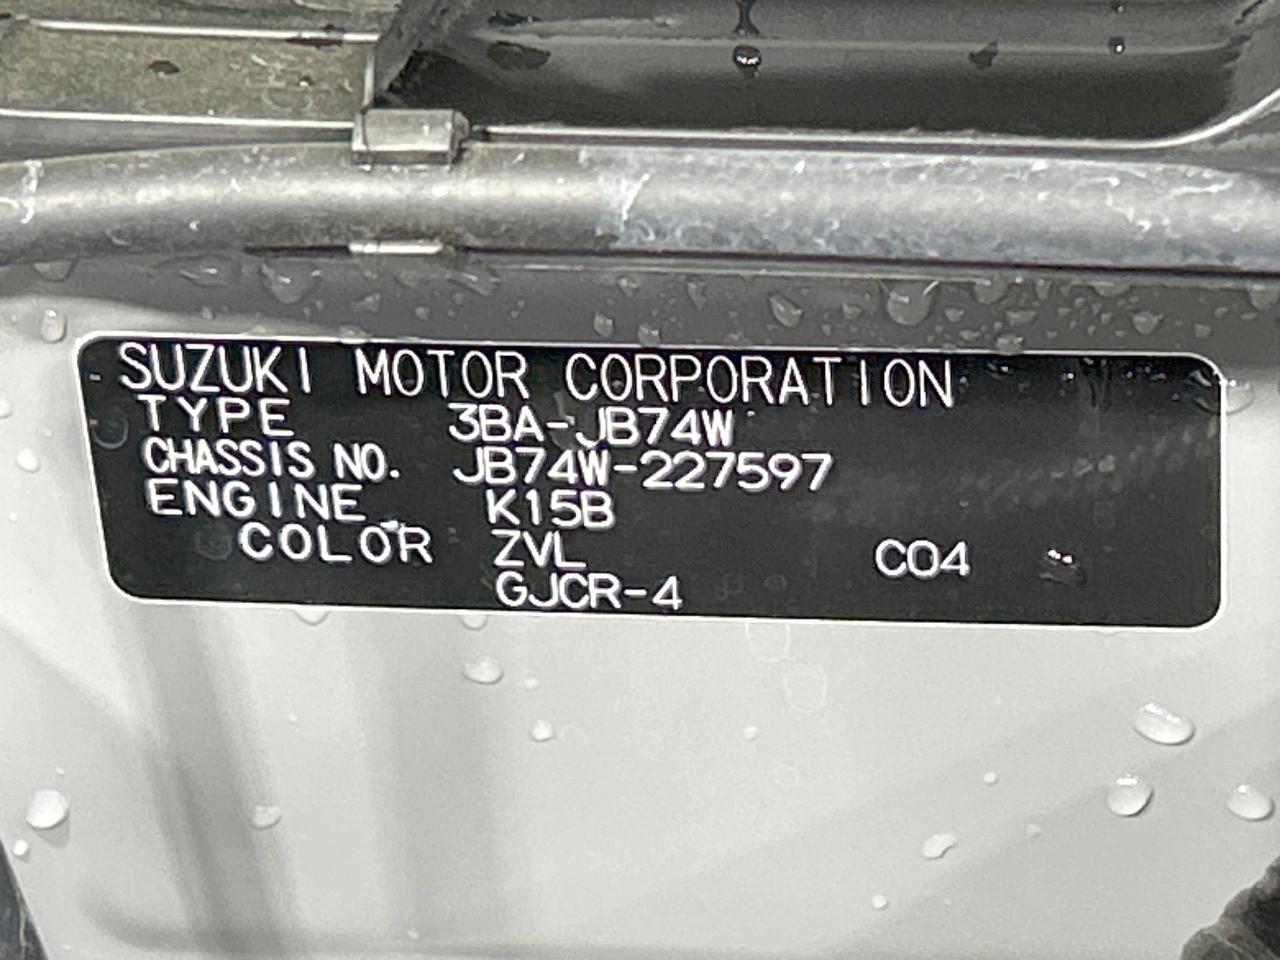 SUZUKI MOTOR CORPORATION
TYPE 3BA-JB74W
CHASSIS NO. JB74W-227597
ENGINE K15B
COLOR ZVL C04
GJCR-4